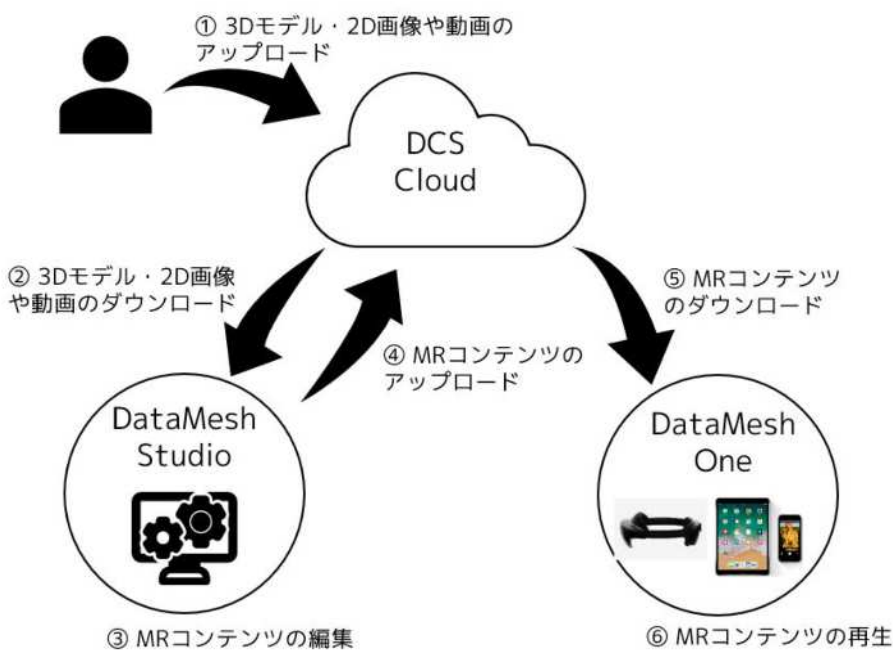 ① 3Dモデル・2D画像や動画の
アップロード
DCS
Cloud
② 3Dモデル・2D画像
や動画のダウンロード
⑤ MRコンテンツ
のダウンロード
④ MRコンテンツの
アップロード
DataMesh
Studio
DataMesh
One
③ MRコンテンツの編集
⑥ MRコンテンツの再生